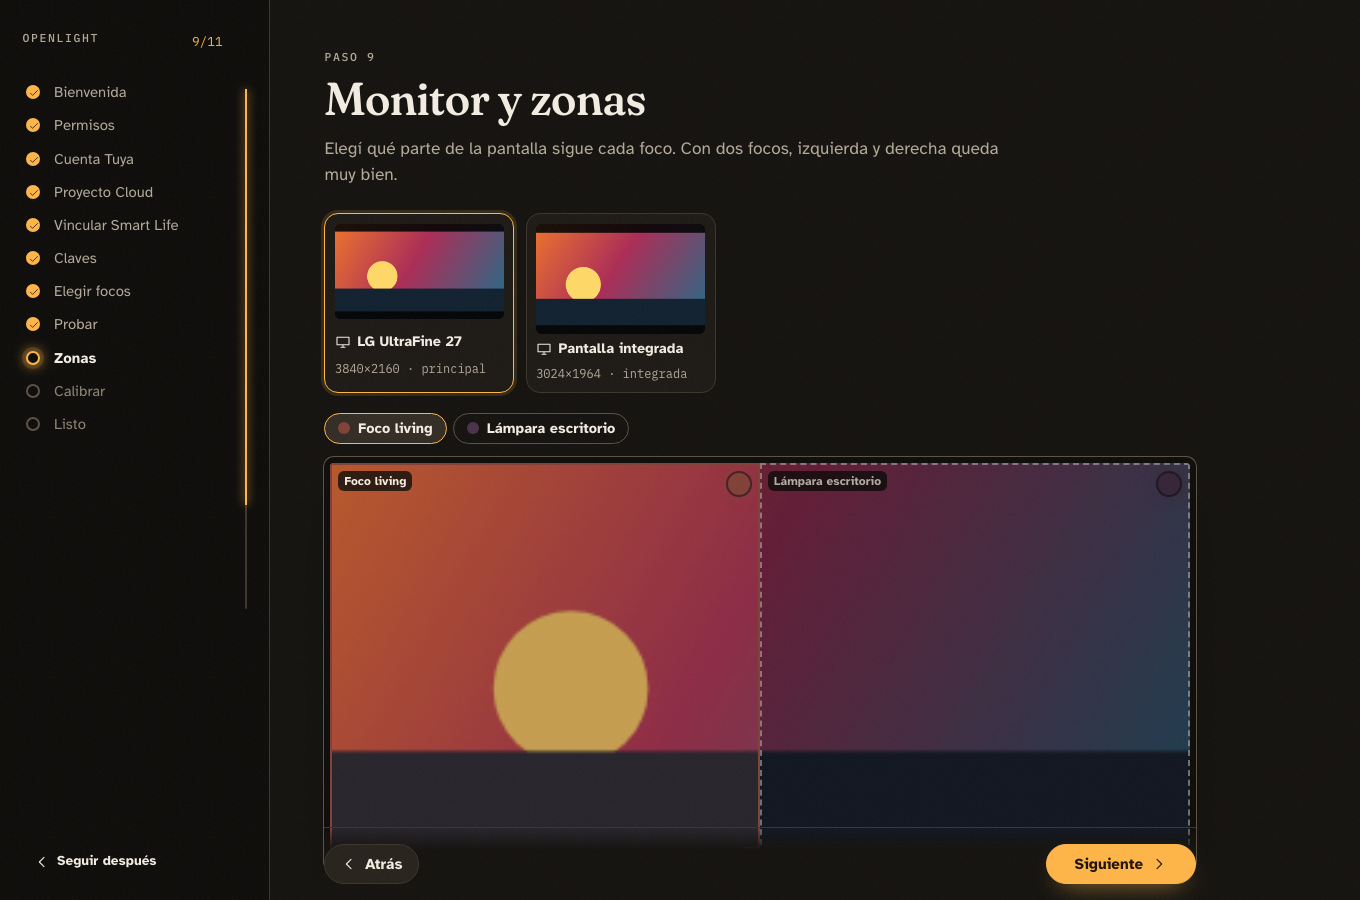 OPENLIGHT
9/11
Bienvenida
Permisos
Cuenta Tuya
Proyecto Cloud
Vincular Smart Life
Claves
Elegir focos
Probar
Zonas
Calibrar
Listo
Seguir después
PASO 9
Monitor y zonas
Elegí qué parte de la pantalla sigue cada foco. Con dos focos, izquierda y derecha queda
muy bien.
LG UltraFine 27
3840×2160 · principal
Pantalla integrada
3024×1964 · integrada
Foco living
Lámpara escritorio
Foco living
Lámpara escritorio
Atrás
Siguiente